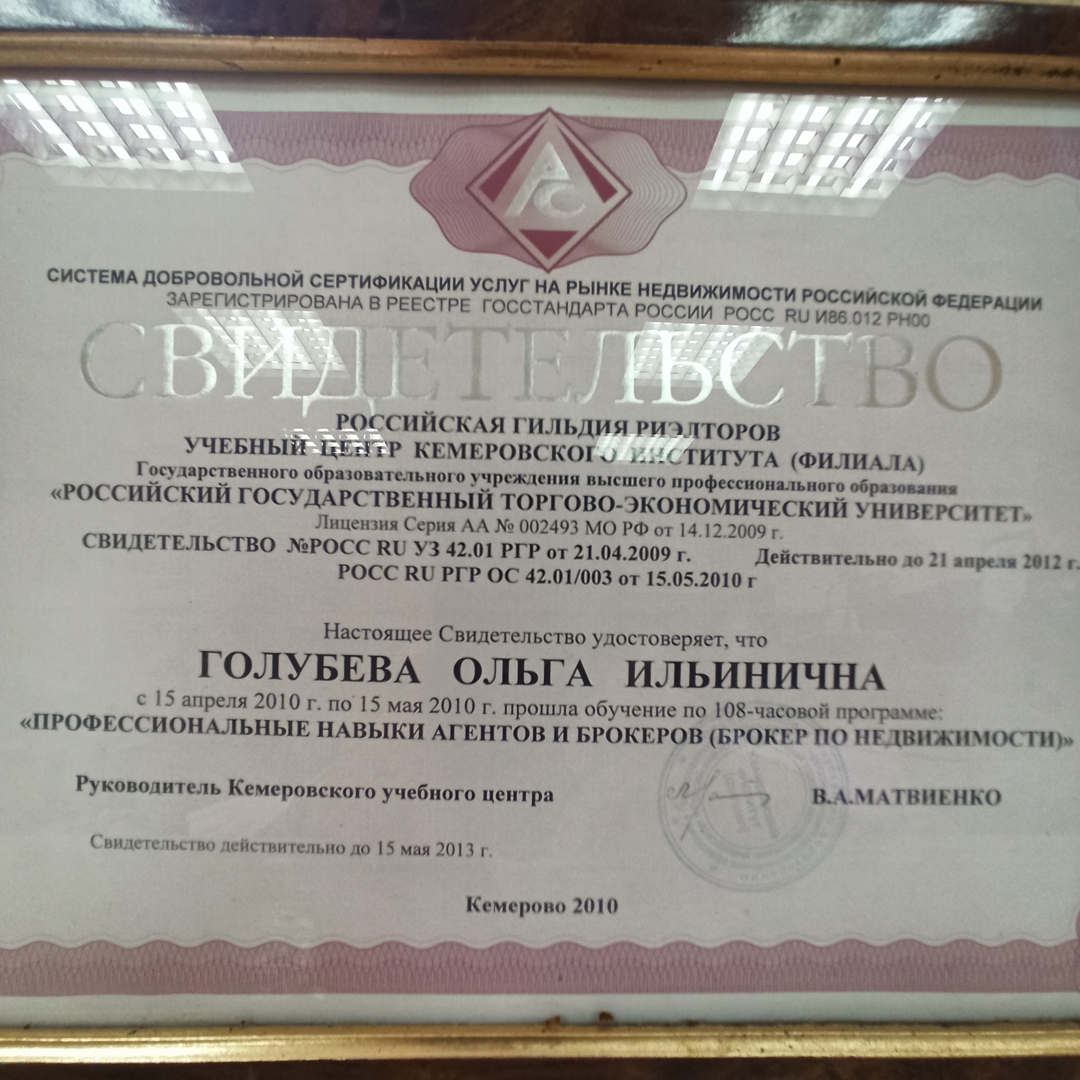 СИСТЕМА ДОБРОВОЛЬНОЙ СЕРТИФИКАЦИИ УСЛУГ НА РЫНКЕ НЕДВИЖИМОСТИ РОССИЙСКОЙ ФЕДЕРАЦИИ
ЗАРЕГИСТРИРОВАНА В РЕЕСТРЕ ГОССТАНДАРТА РОССИИ РОСС RU И86.012 РН00
СВИДЕТЕЛЬСТВО
РОССИЙСКАЯ ГИЛЬДИЯ РИЭЛТОРОВ
УЧЕБНЫЙ ЦЕНТР КЕМЕРОВСКОГО ИНСТИТУТА (ФИЛИАЛА)
Государственного образовательного учреждения высшего профессионального образования
«РОССИЙСКИЙ ГОСУДАРСТВЕННЫЙ ТОРГОВО-ЭКОНОМИЧЕСКИЙ УНИВЕРСИТЕТ»
Лицензия Серия АА № 002493 МО РФ от 14.12.2009 г.
СВИДЕТЕЛЬСТВО №РОСС RU УЗ 42.01 РГР от 21.04.2009 г. Действительно до 21 апреля 2012 г.
РОСС RU РГР ОС 42.01/003 от 15.05.2010 г
Настоящее Свидетельство удостоверяет, что
ГОЛУБЕВА ОЛЬГА ИЛЬИНИЧНА
с 15 апреля 2010 г. по 15 мая 2010 г. прошла обучение по 108-часовой программе:
«ПРОФЕССИОНАЛЬНЫЕ НАВЫКИ АГЕНТОВ И БРОКЕРОВ (БРОКЕР ПО НЕДВИЖИМОСТИ)»
Руководитель Кемеровского учебного центра В.А.МАТВИЕНКО
Свидетельство действительно до 15 мая 2013 г.
Кемерово 2010